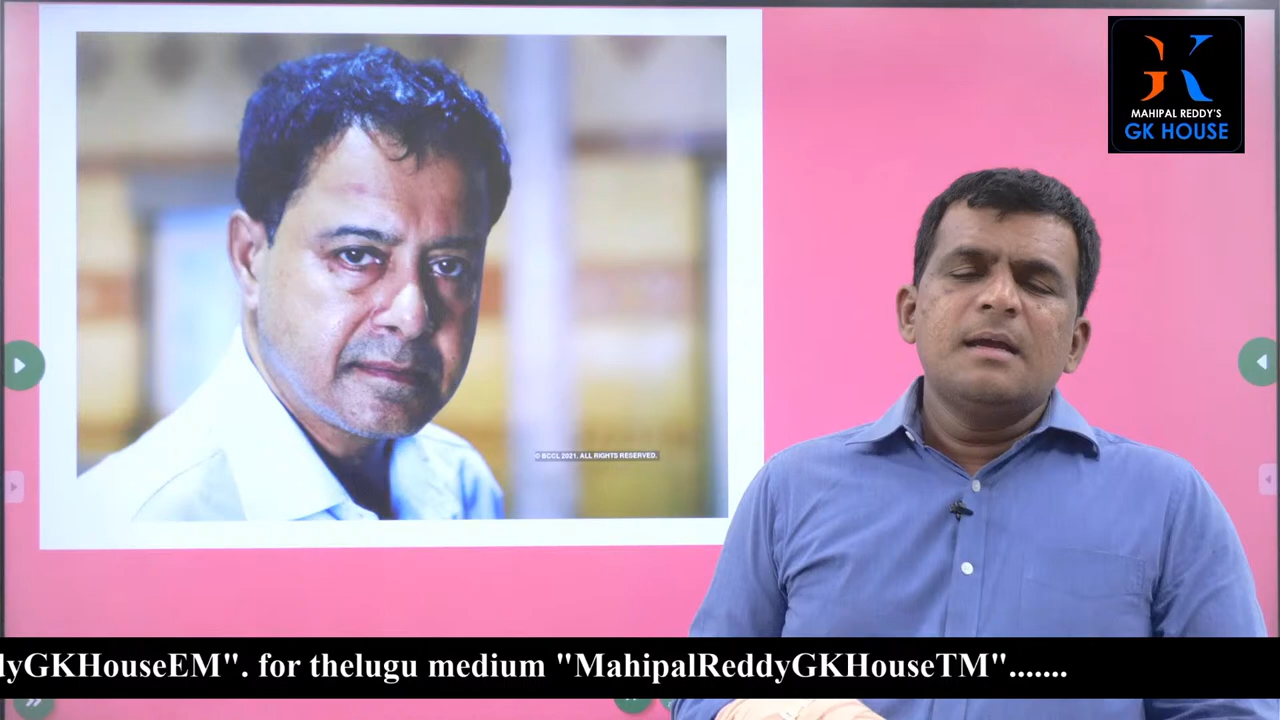 MAHIPAL REDDY'S
GK HOUSE
© BCCL 2021. ALL RIGHTS RESERVED.
dyGKHouseEM". for thelugu medium "MahipalReddyGKHouseTM".......